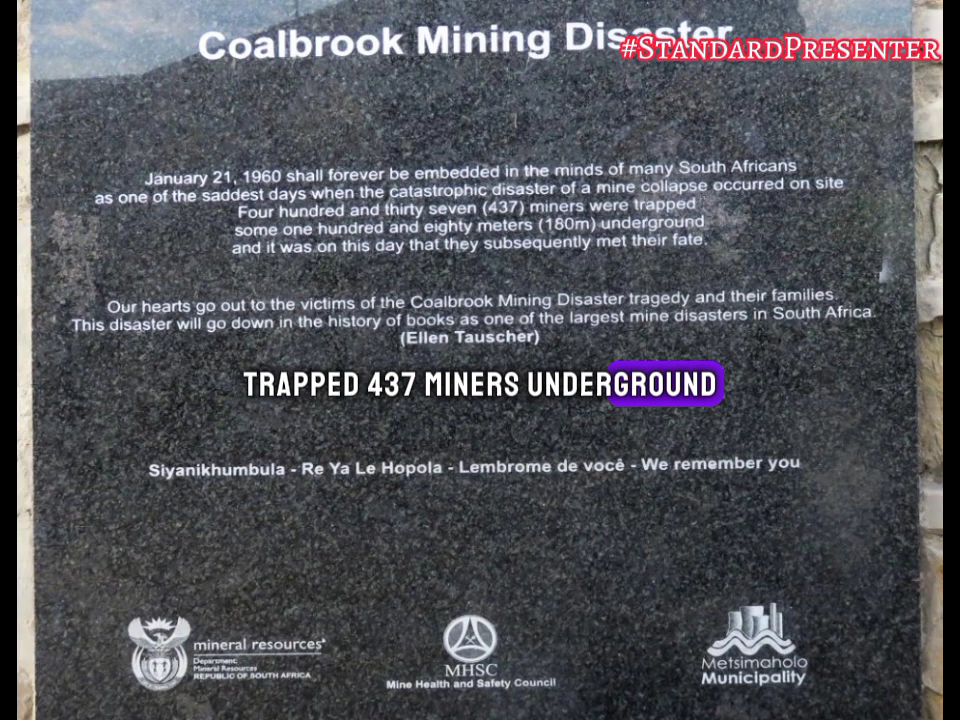 Coalbrook Mining Disaster
#StandardPresenter
January 21, 1960 shall forever be embedded in the minds of many South Africans
as one of the saddest days when the catastrophic disaster of a mine collapse occurred on site
Four hundred and thirty seven (437) miners were trapped
some one hundred and eighty meters (180m) underground
and it was on this day that they subsequently met their fate.
Our hearts go out to the victims of the Coalbrook Mining Disaster tragedy and their families.
This disaster will go down in the history of books as one of the largest mine disasters in South Africa.
(Ellen Tauscher)
TRAPPED 437 MINERS UNDERGROUND
Siyanikhumbula - Re Ya Le Hopola - Lembrome de você - We remember you
mineral resources
Department:
Mineral Resources
REPUBLIC OF SOUTH AFRICA
MHSC
Mine Health and Safety Council
Metsimaholo
Municipality